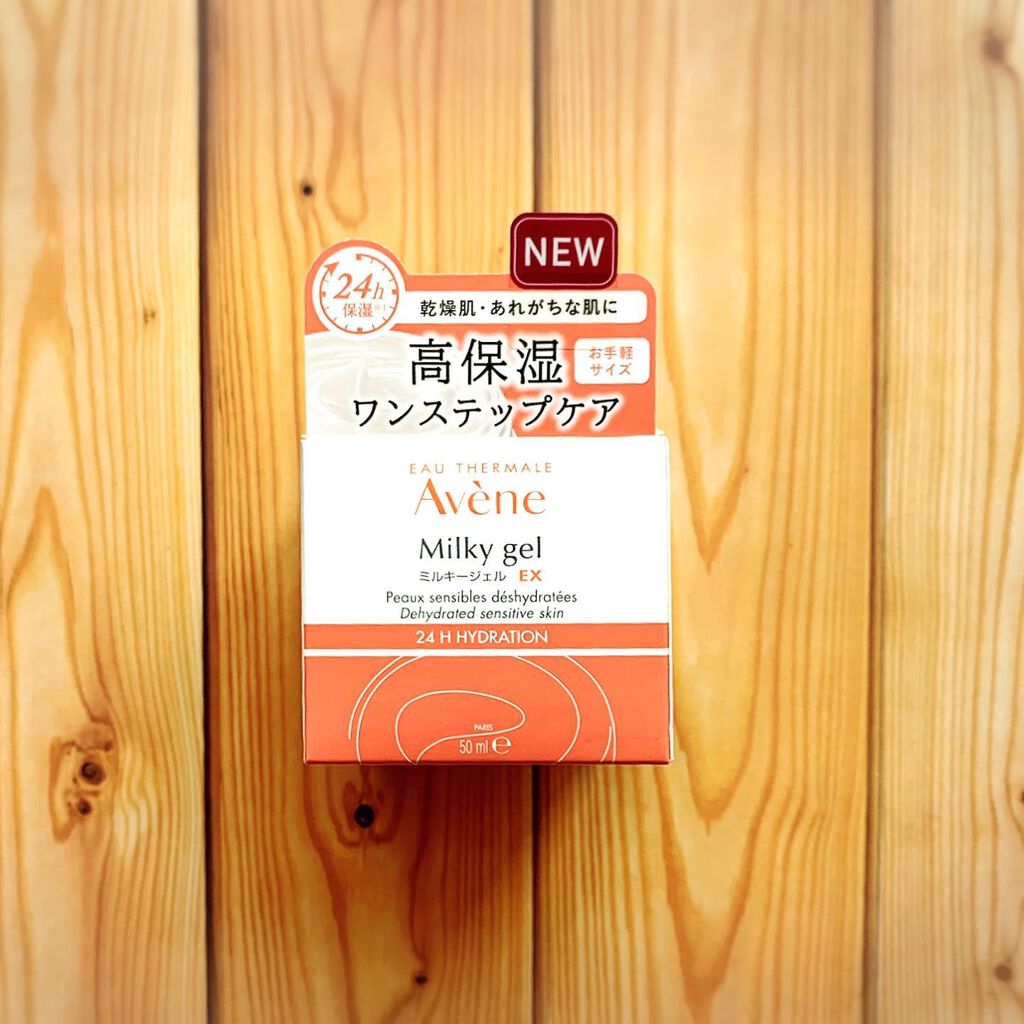 NEW
24h
保湿※1
乾燥肌・あれがちな肌に
高保湿
お手軽
サイズ
ワンステップケア
EAU THERMALE
Avène
Milky gel
ミルキージェル EX
Peaux sensibles déshydratées
Dehydrated sensitive skin
24 H HYDRATION
PARIS
50 ml ℮